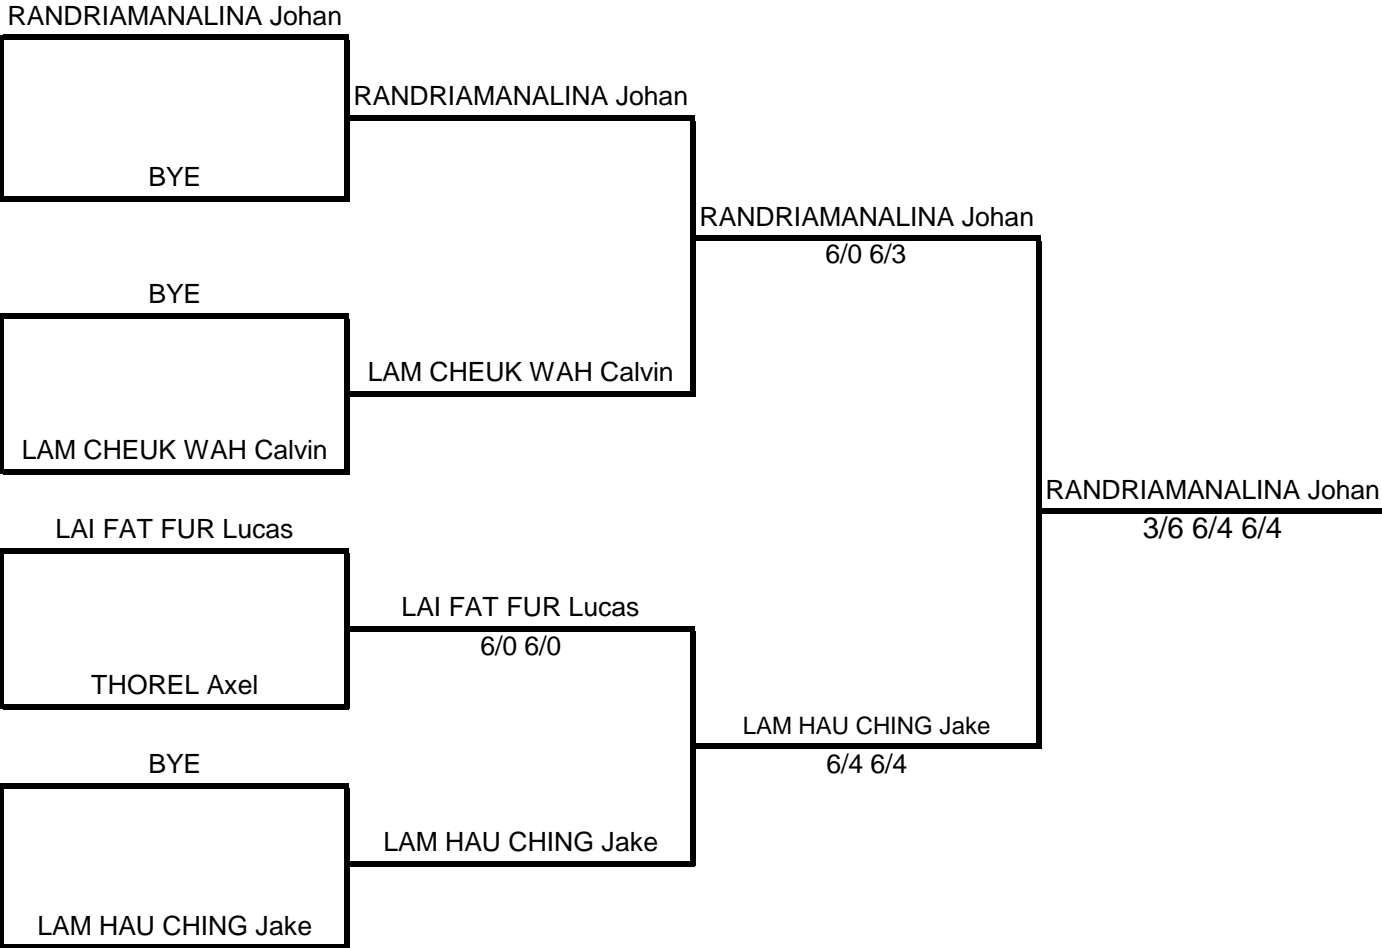 RANDRIAMANALINA Johan
RANDRIAMANALINA Johan
BYE
RANDRIAMANALINA Johan
6/0 6/3
BYE
LAM CHEUK WAH Calvin
LAM CHEUK WAH Calvin
RANDRIAMANALINA Johan
3/6 6/4 6/4
LAI FAT FUR Lucas
LAI FAT FUR Lucas
6/0 6/0
THOREL Axel
LAM HAU CHING Jake
6/4 6/4
BYE
LAM HAU CHING Jake
LAM HAU CHING Jake